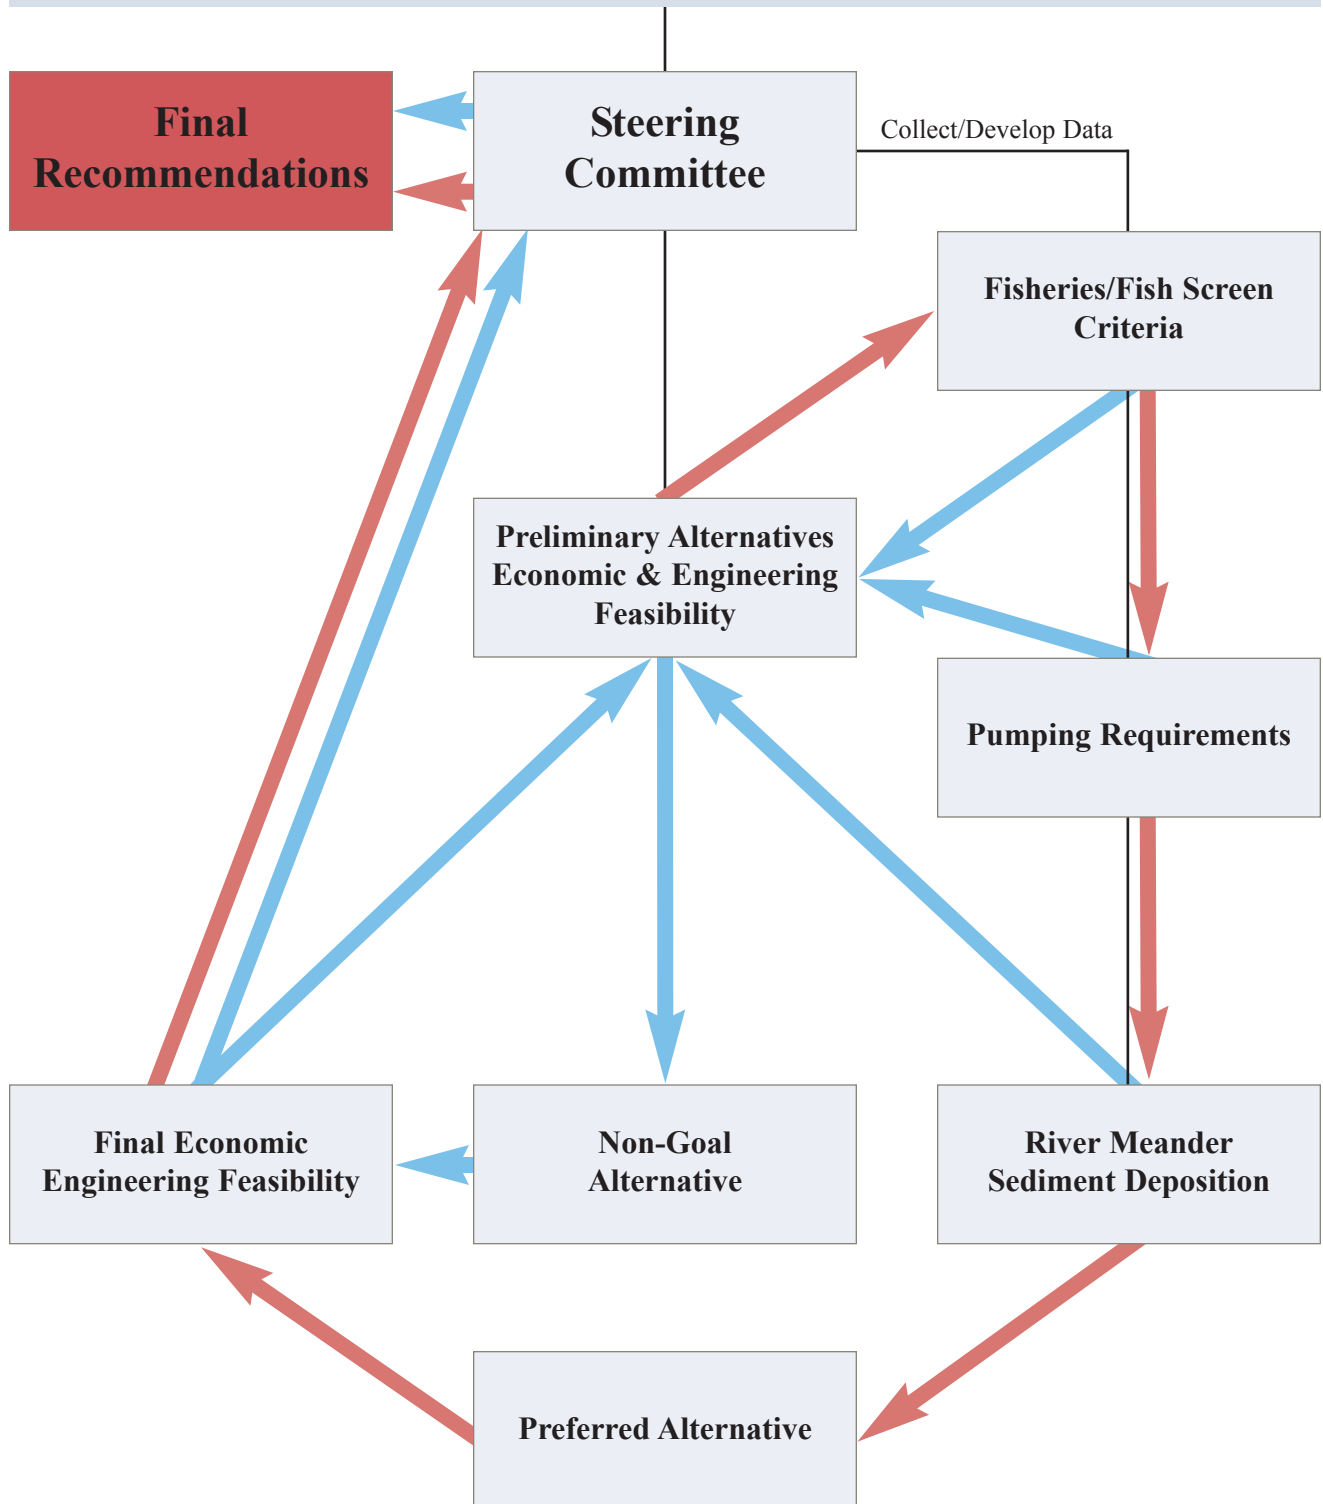 Final
Recommendations
Steering
Committee
Collect/Develop Data
Fisheries/Fish Screen
Criteria
Preliminary Alternatives
Economic & Engineering
Feasibility
Pumping Requirements
Final Economic
Engineering Feasibility
Non-Goal
Alternative
River Meander
Sediment Deposition
Preferred Alternative